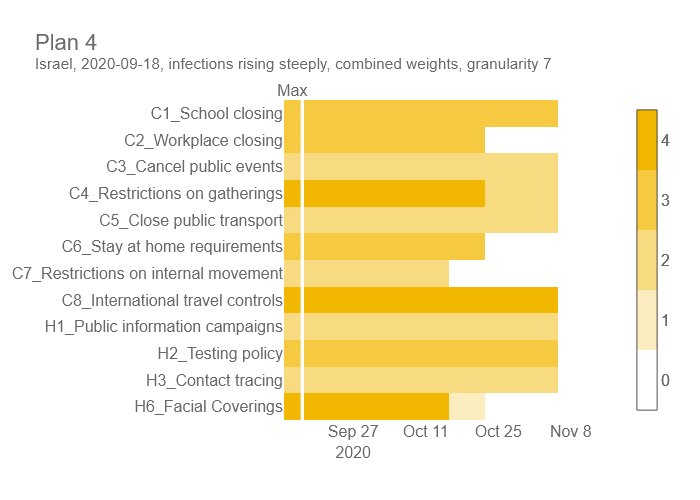 Plan 4
Israel, 2020-09-18, infections rising steeply, combined weights, granularity 7
Max
C1_School closing
C2_Workplace closing
C3_Cancel public events
C4_Restrictions on gatherings
C5_Close public transport
C6_Stay at home requirements
C7_Restrictions on internal movement
C8_International travel controls
H1_Public information campaigns
H2_Testing policy
H3_Contact tracing
H6_Facial Coverings
Sep 27 Oct 11 Oct 25 Nov 8
2020
4
3
2
1
0